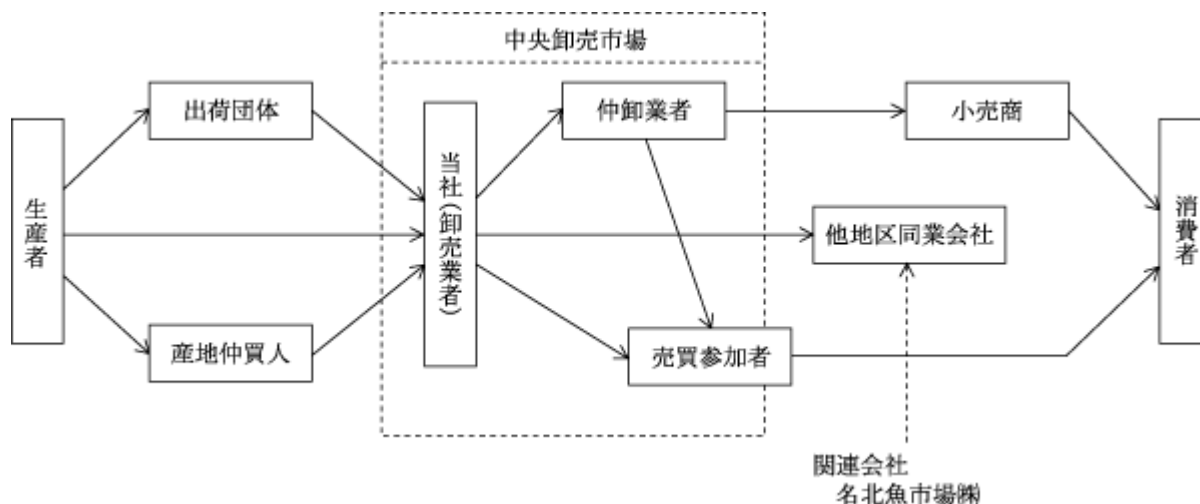 中央卸売市場
出荷団体
仲卸業者
小売商
生産者
当社(卸売業者)
他地区同業会社
消費者
産地仲買人
売買参加者
関連会社
名北魚市場㈱